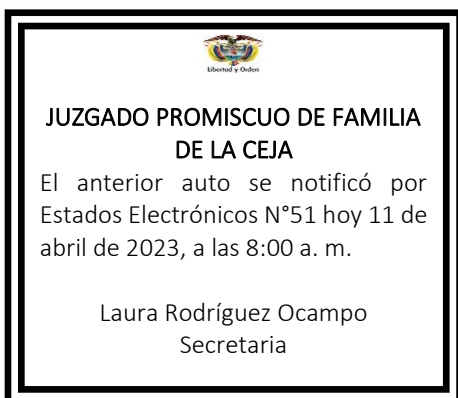 Libertad y Orden
JUZGADO PROMISCUO DE FAMILIA
DE LA CEJA
El anterior auto se notificó por
Estados Electrónicos N°51 hoy 11 de
abril de 2023, a las 8:00 a. m.
Laura Rodríguez Ocampo
Secretaria